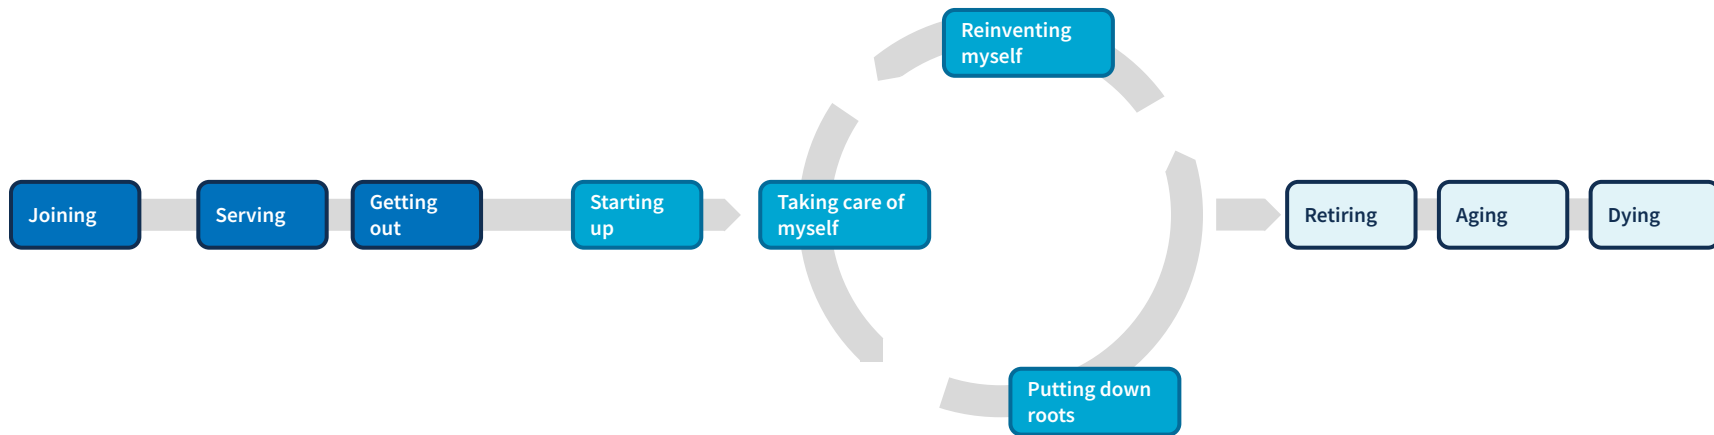 Reinventing
myself
Joining
Serving
Getting
out
Starting
up
Taking care of
myself
Retiring
Aging
Dying
Putting down
roots